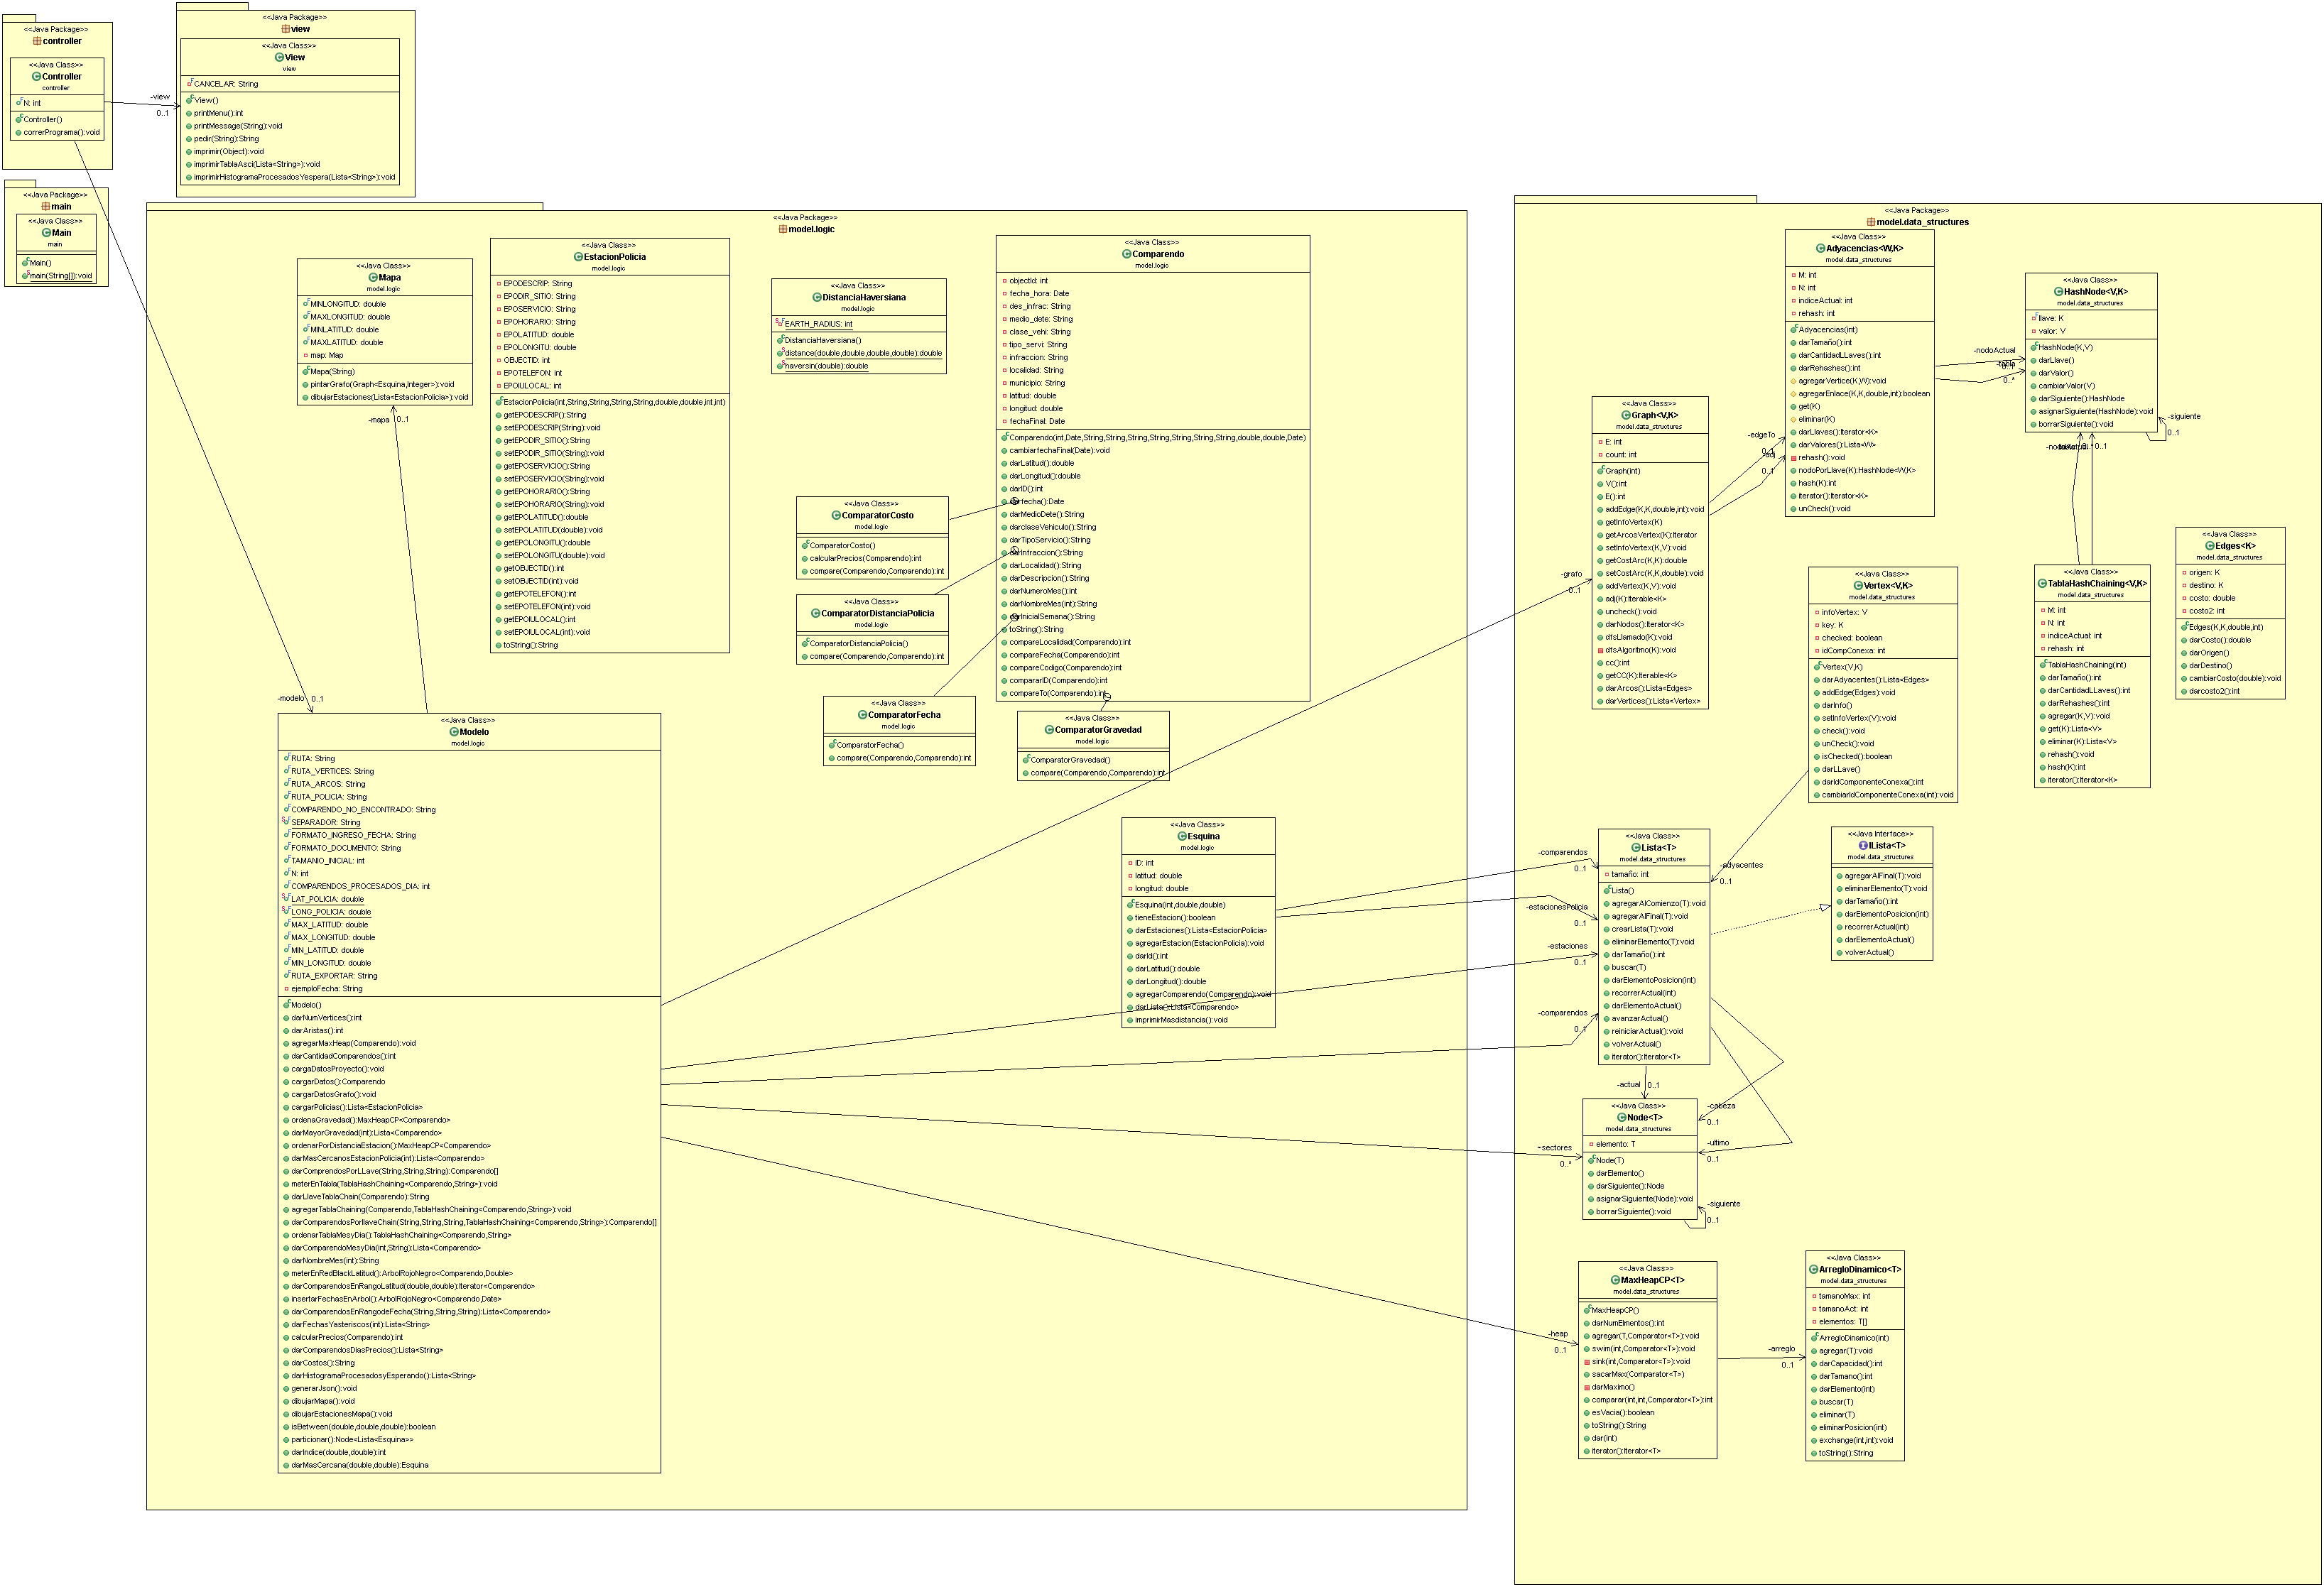 <<Java Package>>
controller
<<Java Class>>
Controller
controller
N: int
Controller()
correrPrograma():void
-view
0..1
<<Java Package>>
view
<<Java Class>>
View
view
CANCELAR: String
View()
printMenu():int
printMessage(String):void
pedir(String):String
imprimir(Object):void
imprimirTablaAsci(Lista<String>):void
imprimirHistogramaProcesadosYespera(Lista<String>):void
<<Java Package>>
main
<<Java Class>>
Main
main
Main()
main(String[]):void
<<Java Package>>
model.logic
<<Java Class>>
Mapa
model.logic
MINLONGITUD: double
MAXLONGITUD: double
MINLATITUD: double
MAXLATITUD: double
map: Map
Mapa(String)
pintarGrafo(Graph<Esquina,Integer>):void
dibujarEstaciones(Lista<EstacionPolicia>):void
-mapa
0..1
<<Java Class>>
EstacionPolicia
model.logic
EPODESCRIP: String
EPODIR_SITIO: String
EPOSERVICIO: String
EPOHORARIO: String
EPOLATITUD: double
EPOLONGITU: double
OBJECTID: int
EPOTELEFON: int
EPOIULOCAL: int
EstacionPolicia(int,String,String,String,String,double,double,int,int)
getEPODESCRIP():String
setEPODESCRIP(String):void
getEPODIR_SITIO():String
setEPODIR_SITIO(String):void
getEPOSERVICIO():String
setEPOSERVICIO(String):void
getEPOHORARIO():String
setEPOHORARIO(String):void
getEPOLATITUD():double
setEPOLATITUD(double):void
getEPOLONGITU():double
setEPOLONGITU(double):void
getOBJECTID():int
setOBJECTID(int):void
getEPOTELEFON():int
setEPOTELEFON(int):void
getEPOIULOCAL():int
setEPOIULOCAL(int):void
toString():String
<<Java Class>>
DistanciaHaversiana
model.logic
EARTH_RADIUS: int
DistanciaHaversiana()
distance(double,double,double,double):double
haversin(double):double
<<Java Class>>
Comparendo
model.logic
objectId: int
fecha_hora: Date
des_infrac: String
medio_dete: String
clase_vehi: String
tipo_servi: String
infraccion: String
localidad: String
municipio: String
latitud: double
longitud: double
fechaFinal: Date
Comparendo(int,Date,String,String,String,String,String,String,String,double,double,Date)
cambiarfechaFinal(Date):void
darLatitud():double
darLongitud():double
darID():int
darfecha():Date
darMedioDete():String
darclaseVehiculo():String
darTipoServicio():String
darInfraccion():String
darLocalidad():String
darDescripcion():String
darNumeroMes():int
darNombreMes(int):String
darInicialSemana():String
toString():String
compareLocalidad(Comparendo):int
compareFecha(Comparendo):int
compareCodigo(Comparendo):int
compararID(Comparendo):int
compareTo(Comparendo):int
<<Java Class>>
ComparatorCosto
model.logic
ComparatorCosto()
calcularPrecios(Comparendo):int
compare(Comparendo,Comparendo):int
<<Java Class>>
ComparatorDistanciaPolicia
model.logic
ComparatorDistanciaPolicia()
compare(Comparendo,Comparendo):int
<<Java Class>>
ComparatorFecha
model.logic
ComparatorFecha()
compare(Comparendo,Comparendo):int
<<Java Class>>
ComparatorGravedad
model.logic
ComparatorGravedad()
compare(Comparendo,Comparendo):int
-modelo
0..1
<<Java Class>>
Modelo
model.logic
RUTA: String
RUTA_VERTICES: String
RUTA_ARCOS: String
RUTA_POLICIA: String
COMPARENDO_NO_ENCONTRADO: String
SEPARADOR: String
FORMATO_INGRESO_FECHA: String
FORMATO_DOCUMENTO: String
TAMANIO_INICIAL: int
N: int
COMPARENDOS_PROCESADOS_DIA: int
LAT_POLICIA: double
LONG_POLICIA: double
MAX_LATITUD: double
MAX_LONGITUD: double
MIN_LATITUD: double
MIN_LONGITUD: double
RUTA_EXPORTAR: String
ejemploFecha: String
Modelo()
darNumVertices():int
darAristas():int
agregarMaxHeap(Comparendo):void
darCantidadComparendos():int
cargaDatosProyecto():void
cargarDatos():Comparendo
cargarDatosGrafo():void
cargarPolicias():Lista<EstacionPolicia>
ordenaGravedad():MaxHeapCP<Comparendo>
darMayorGravedad(int):Lista<Comparendo>
ordenarPorDistanciaEstacion():MaxHeapCP<Comparendo>
darMasCercanosEstacionPolicia(int):Lista<Comparendo>
darComprendosPorLLave(String,String,String):Comparendo[]
meterEnTabla(TablaHashChaining<Comparendo,String>):void
darLlaveTablaChain(Comparendo):String
agregarTablaChaining(Comparendo,TablaHashChaining<Comparendo,String>):void
darComparendosPorllaveChain(String,String,String,TablaHashChaining<Comparendo,String>):Comparendo[]
ordenarTablaMesyDia():TablaHashChaining<Comparendo,String>
darComparendoMesyDia(int,String):Lista<Comparendo>
darNombreMes(int):String
meterEnRedBlackLatitud():ArbolRojoNegro<Comparendo,Double>
darComparendosEnRangoLatitud(double,double):Iterator<Comparendo>
insertarFechasEnArbol():ArbolRojoNegro<Comparendo,Date>
darComparendosEnRangodeFecha(String,String,String):Lista<Comparendo>
darFechasYasteriscos(int):Lista<String>
calcularPrecios(Comparendo):int
darComparendosDiasPrecios():Lista<String>
darCostos():String
darHistogramaProcesadosyEsperando():Lista<String>
generarJson():void
dibujarMapa():void
dibujarEstacionesMapa():void
isBetween(double,double,double):boolean
particionar():Node<Lista<Esquina>>
darIndice(double,double):int
darMasCercana(double,double):Esquina
<<Java Class>>
Esquina
model.logic
ID: int
latitud: double
longitud: double
Esquina(int,double,double)
tieneEstacion():boolean
darEstaciones():Lista<EstacionPolicia>
agregarEstacion(EstacionPolicia):void
darId():int
darLatitud():double
darLongitud():double
agregarComparendo(Comparendo):void
darLista():Lista<Comparendo>
imprimirMasdistancia():void
<<Java Package>>
model.data_structures
<<Java Class>>
Adyacencias<W,K>
model.data_structures
M: int
N: int
indiceActual: int
rehash: int
Adyacencias(int)
darTamaño():int
darCantidadLLaves():int
darRehashes():int
agregarVertice(K,W):void
agregarEnlace(K,K,double,int):boolean
get(K)
eliminar(K)
darLlaves():Iterator<K>
darValores():Lista<W>
rehash():void
nodoPorLlave(K):HashNode<W,K>
hash(K):int
iterator():Iterator<K>
unCheck():void
-nodoActual
0..1
-tabla
0..*
<<Java Class>>
HashNode<V,K>
model.data_structures
llave: K
valor: V
HashNode(K,V)
darLlave()
darValor()
cambiarValor(V)
darSiguiente():HashNode
asignarSiguiente(HashNode):void
borrarSiguiente():void
-siguiente
0..1
0..1
<<Java Class>>
Graph<V,K>
model.data_structures
E: int
count: int
Graph(int)
V():int
E():int
addEdge(K,K,double,int):void
getInfoVertex(K)
getArcosVertex(K):Iterator
setInfoVertex(K,V):void
getCostArc(K,K):double
setCostArc(K,K,double):void
addVertex(K,V):void
adj(K):Iterable<K>
uncheck():void
darNodos():Iterator<K>
dfsLlamado(K):void
dfsAlgoritmo(K):void
cc():int
getCC(K):Iterable<K>
darArcos():Lista<Edges>
darVertices():Lista<Vertex>
-edgeTo
0..1
-adj
0..1
-grafo
0..1
<<Java Class>>
Edges<K>
model.data_structures
origen: K
destino: K
costo: double
costo2: int
Edges(K,K,double,int)
darCosto():double
darOrigen()
darDestino()
cambiarCosto(double):void
darcosto2():int
<<Java Class>>
TablaHashChaining<V,K>
model.data_structures
M: int
N: int
indiceActual: int
rehash: int
TablaHashChaining(int)
darTamaño():int
darCantidadLLaves():int
darRehashes():int
agregar(K,V):void
get(K):Lista<V>
eliminar(K):Lista<V>
rehash():void
hash(K):int
iterator():Iterator<K>
<<Java Class>>
Vertex<V,K>
model.data_structures
infoVertex: V
key: K
checked: boolean
idCompConexa: int
Vertex(V,K)
darAdyacentes():Lista<Edges>
addEdge(Edges):void
darInfo()
setInfoVertex(V):void
check():void
unCheck():void
isChecked():boolean
darLLave()
darIdComponenteConexa():int
cambiarIdComponenteConexa(int):void
-adyacentes
0..1
<<Java Class>>
Lista<T>
model.data_structures
tamaño: int
Lista()
agregarAlComienzo(T):void
agregarAlFinal(T):void
crearLista(T):void
eliminarElemento(T):void
darTamaño():int
buscar(T)
darElementoPosicion(int)
recorrerActual(int)
darElementoActual()
avanzarActual()
reiniciarActual():void
volverActual()
iterator():Iterator<T>
-comparendos
0..1
-estacionesPolicia
0..1
-estaciones
0..1
-comparendos
0..1
<<Java Interface>>
ILista<T>
model.data_structures
agregarAlFinal(T):void
eliminarElemento(T):void
darTamaño():int
darElementoPosicion(int)
recorrerActual(int)
darElementoActual()
volverActual()
-actual
0..1
<<Java Class>>
Node<T>
model.data_structures
elemento: T
Node(T)
darElemento()
darSiguiente():Node
asignarSiguiente(Node):void
borrarSiguiente():void
-cabeza
0..1
-ultimo
0..1
-siguiente
0..1
~sectores
0..*
<<Java Class>>
MaxHeapCP<T>
model.data_structures
MaxHeapCP()
darNumElmentos():int
agregar(T,Comparator<T>):void
swim(int,Comparator<T>):void
sink(int,Comparator<T>):void
sacarMax(Comparator<T>)
darMaximo()
comparar(int,int,Comparator<T>):int
esVacia():boolean
toString():String
dar(int)
iterator():Iterator<T>
-heap
0..1
-arreglo
0..1
<<Java Class>>
ArregloDinamico<T>
model.data_structures
tamanoMax: int
tamanoAct: int
elementos: T[]
ArregloDinamico(int)
agregar(T):void
darCapacidad():int
darTamano():int
darElemento(int)
buscar(T)
eliminar(T)
eliminarPosicion(int)
exchange(int,int):void
toString():String